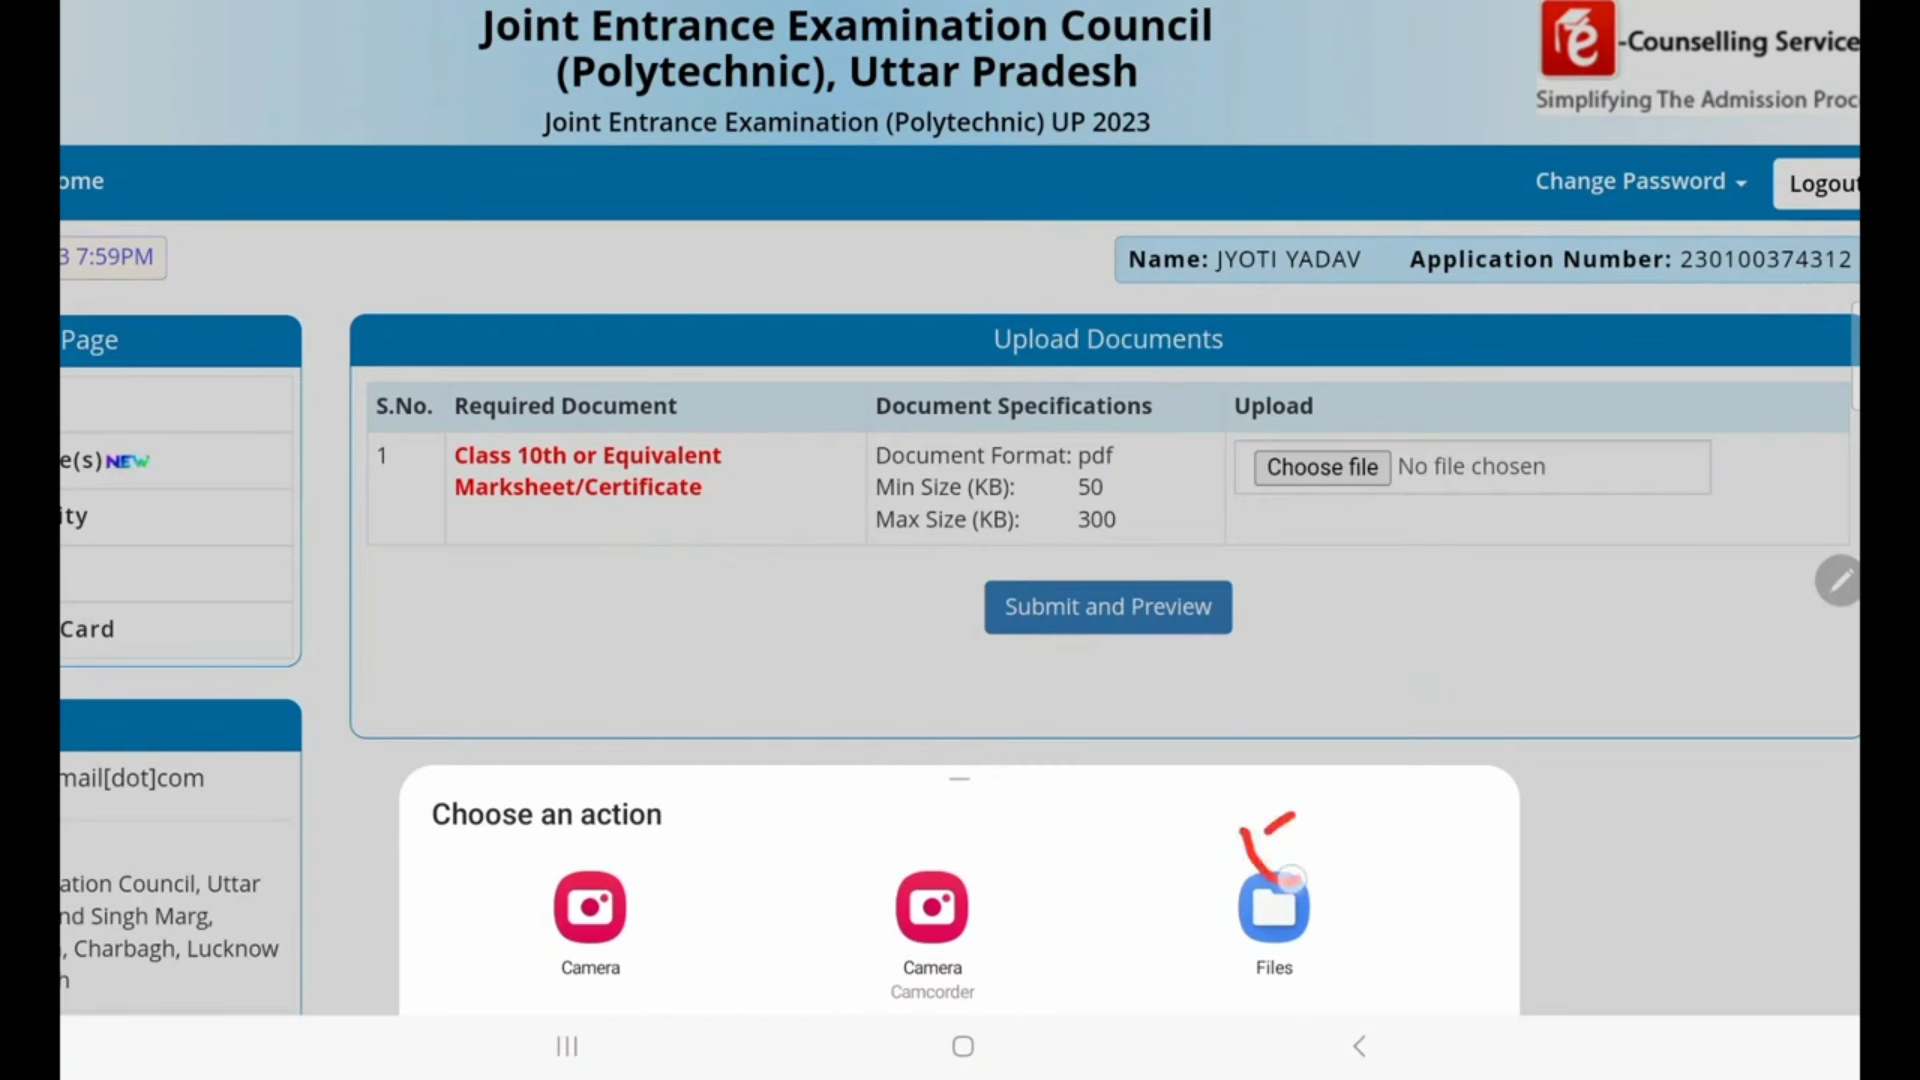 Joint Entrance Examination Council
(Polytechnic), Uttar Pradesh
Joint Entrance Examination (Polytechnic) UP 2023
e-Counselling Service
Simplifying The Admission Proc
ome
Change Password
Logout
3 7:59PM
Name: JYOTI YADAV Application Number: 230100374312
Page
e(s) NEW
ity
Card
mail[dot]com
ation Council, Uttar
nd Singh Marg,
, Charbagh, Lucknow
n
Upload Documents
S.No. Required Document Document Specifications Upload
1 Class 10th or Equivalent Document Format: pdf Choose file No file chosen
Marksheet/Certificate Min Size (KB): 50
Max Size (KB): 300
Submit and Preview
Choose an action
Camera Camera Files
Camcorder